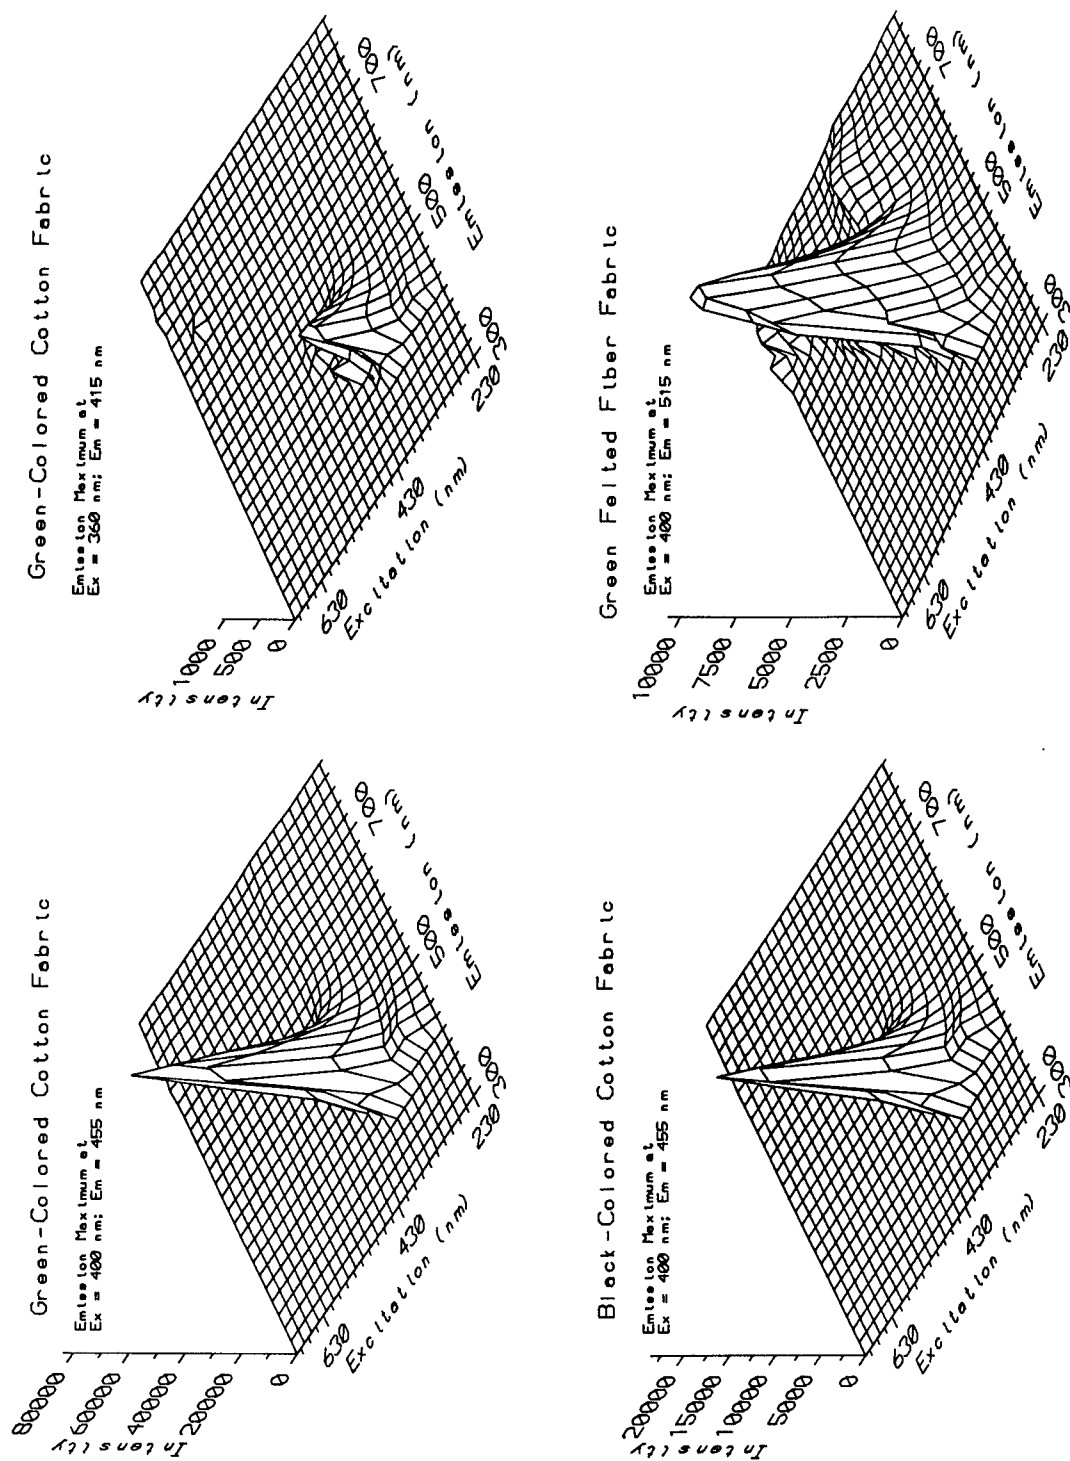 Green-Colored Cotton Fabric
Emission Maximum at
Ex = 400 nm; Em = 455 nm
80000
60000
40000
20000
0
Intensity
630
430
230
Excitation (nm)
300
500
700
Emission (nm)
Green-Colored Cotton Fabric
Emission Maximum at
Ex = 360 nm; Em = 415 nm
1000
500
0
Intensity
630
430
230
Excitation (nm)
300
500
700
Emission (nm)
Black-Colored Cotton Fabric
Emission Maximum at
Ex = 400 nm; Em = 455 nm
20000
15000
10000
5000
0
Intensity
630
430
230
Excitation (nm)
300
500
700
Emission (nm)
Green Felted Fiber Fabric
Emission Maximum at
Ex = 400 nm; Em = 515 nm
10000
7500
5000
2500
0
Intensity
630
430
230
Excitation (nm)
300
500
700
Emission (nm)